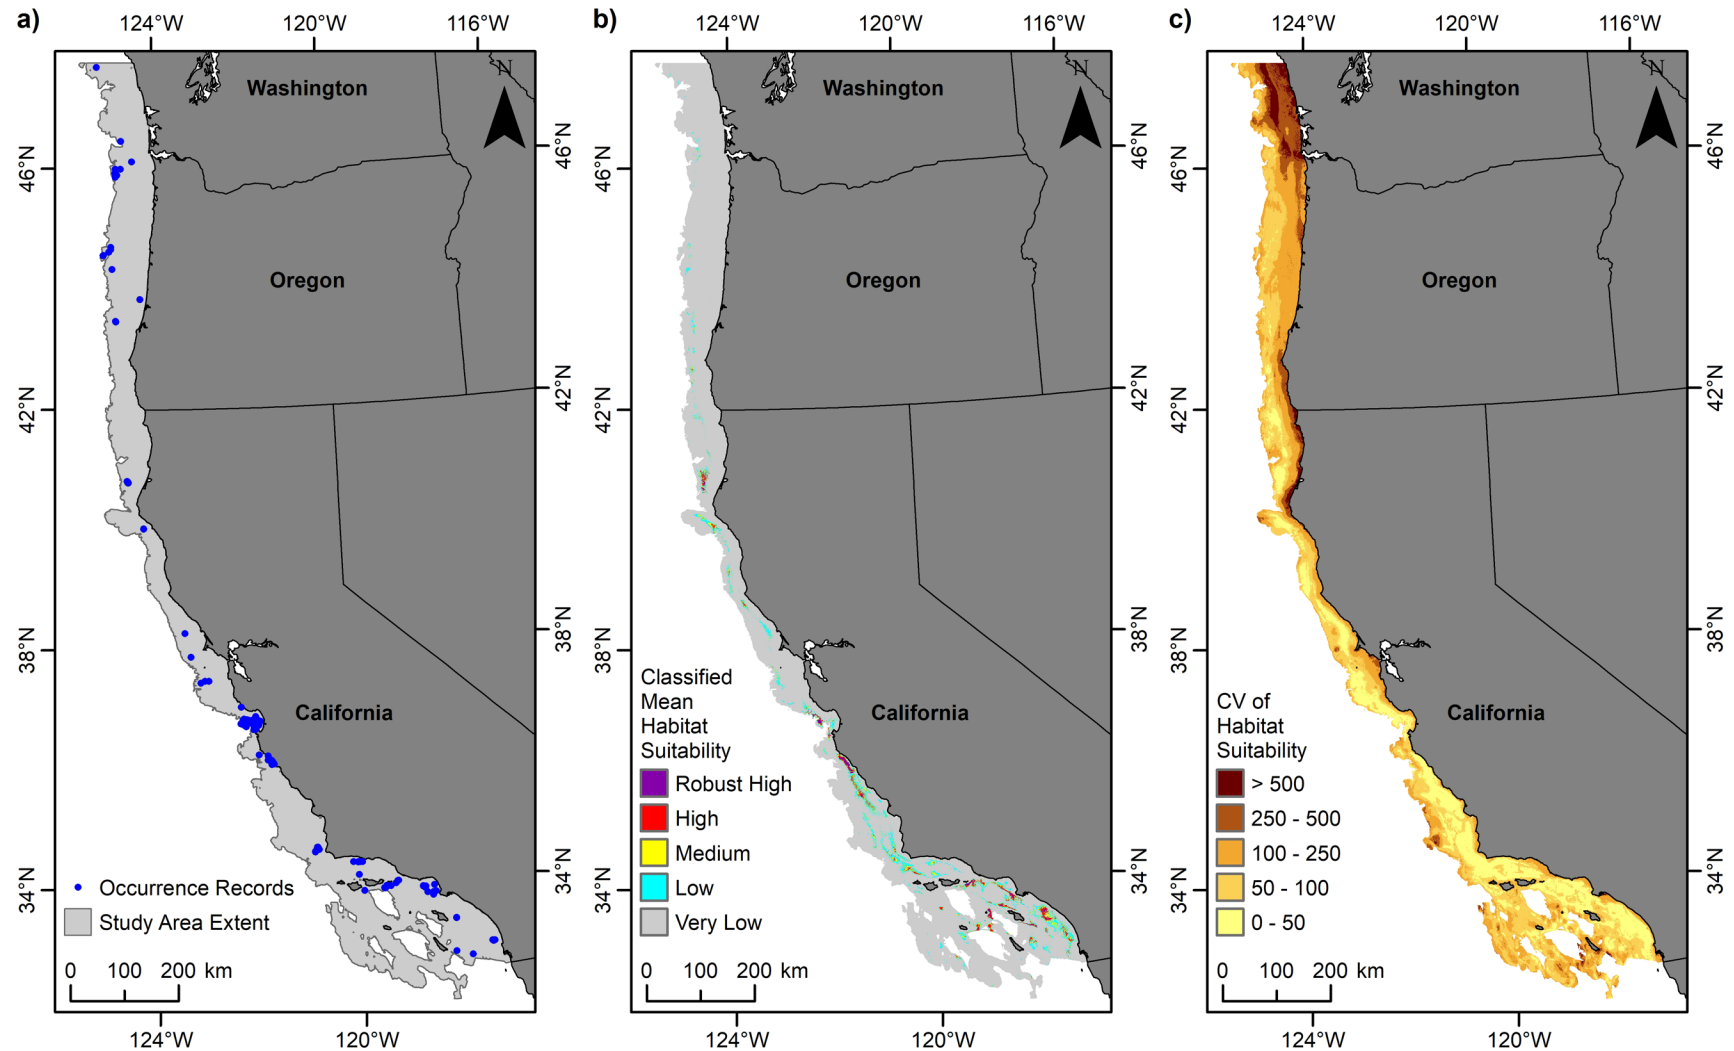 a)
124°W 120°W 116°W
N
Washington
46°N
46°N
Oregon
42°N
42°N
38°N
38°N
California
34°N
34°N
Occurrence Records
Study Area Extent
0 100 200 km
124°W 120°W
b)
124°W 120°W 116°W
N
Washington
46°N
46°N
Oregon
42°N
42°N
38°N
38°N
Classified
Mean
Habitat
Suitability
California
Robust High
High
Medium
Low
Very Low
34°N
34°N
0 100 200 km
124°W 120°W
c)
124°W 120°W 116°W
N
Washington
46°N
46°N
Oregon
42°N
42°N
38°N
38°N
CV of
Habitat
Suitability
California
> 500
250 - 500
100 - 250
50 - 100
0 - 50
34°N
34°N
0 100 200 km
124°W 120°W